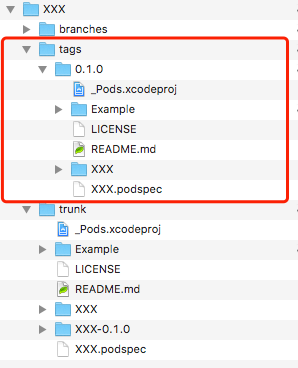 XXX
branches
tags
0.1.0
_Pods.xcodeproj
Example
LICENSE
README.md
XXX
XXX.podspec
trunk
_Pods.xcodeproj
Example
LICENSE
README.md
XXX
XXX-0.1.0
XXX.podspec